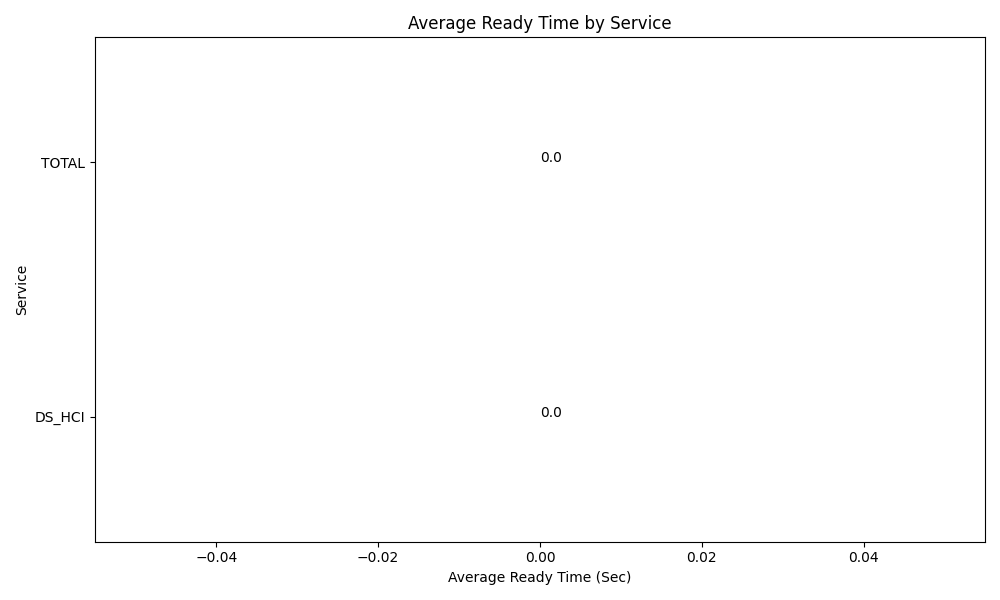 Average Ready Time by Service
TOTAL
0.0
Service
DS_HCI
0.0
−0.04
−0.02
0.00
0.02
0.04
Average Ready Time (Sec)